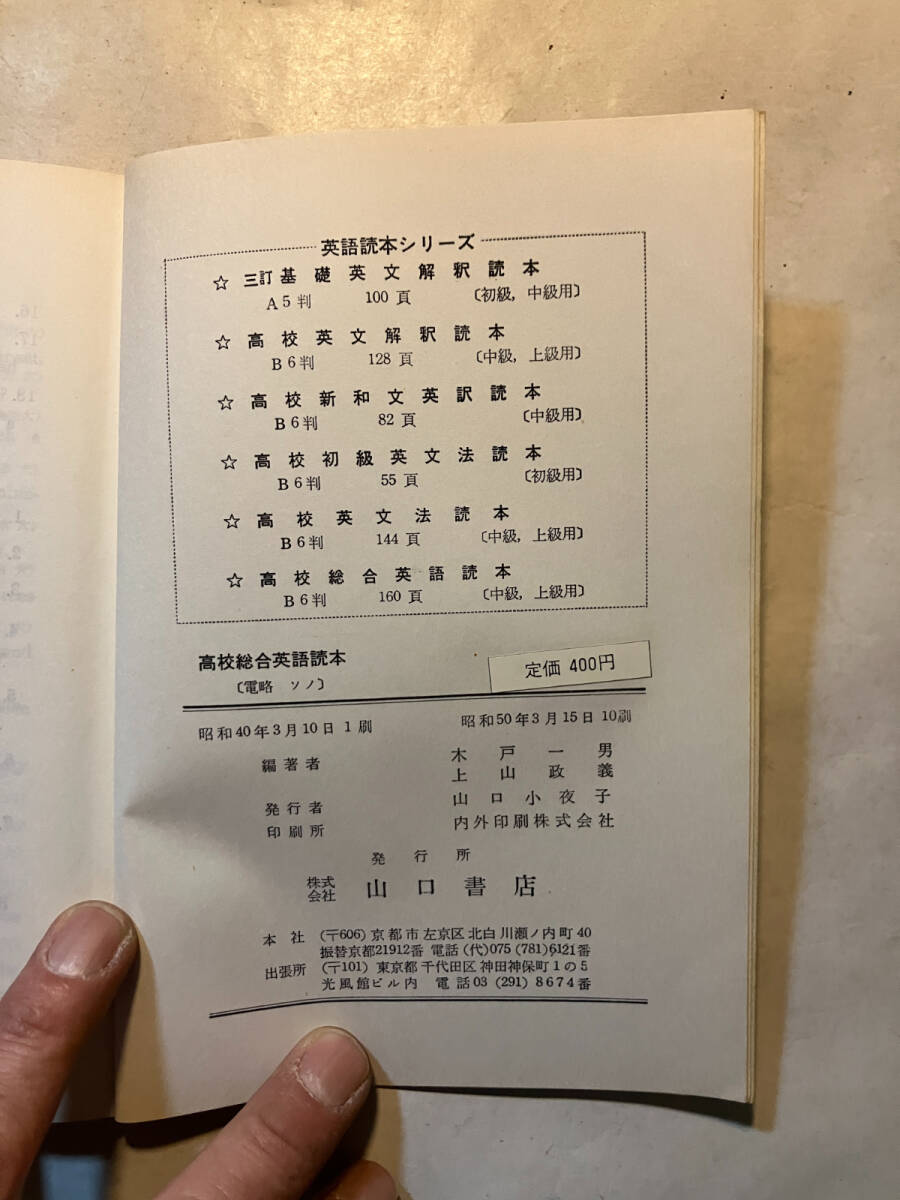 英語読本シリーズ
☆ 三訂 基礎英文解釈読本
A5判 100頁 〔初級, 中級用〕
☆ 高校英文解釈読本
B6判 128頁 〔中級, 上級用〕
☆ 高校新和文英訳読本
B6判 82頁 〔中級用〕
☆ 高校初級英文法読本
B6判 55頁 〔初級用〕
☆ 高校英文法読本
B6判 144頁 〔中級, 上級用〕
☆ 高校総合英語読本
B6判 160頁 〔中級, 上級用〕
高校総合英語読本
定価 400円
〔電略 ソノ〕
昭和40年3月10日 1刷 昭和50年3月15日 10刷
編著者 木戸一男
上山政義
発行者 山口小夜子
印刷所 内外印刷株式会社
発行所
株式会社 山口書店
本社 (〒606) 京都市左京区北白川瀬ノ内町40
振替京都21912番 電話(代)075(781)6121番
出張所 (〒101) 東京都千代田区神田神保町1の5
光風館ビル内 電話03(291)8674番
16.
17.
18.